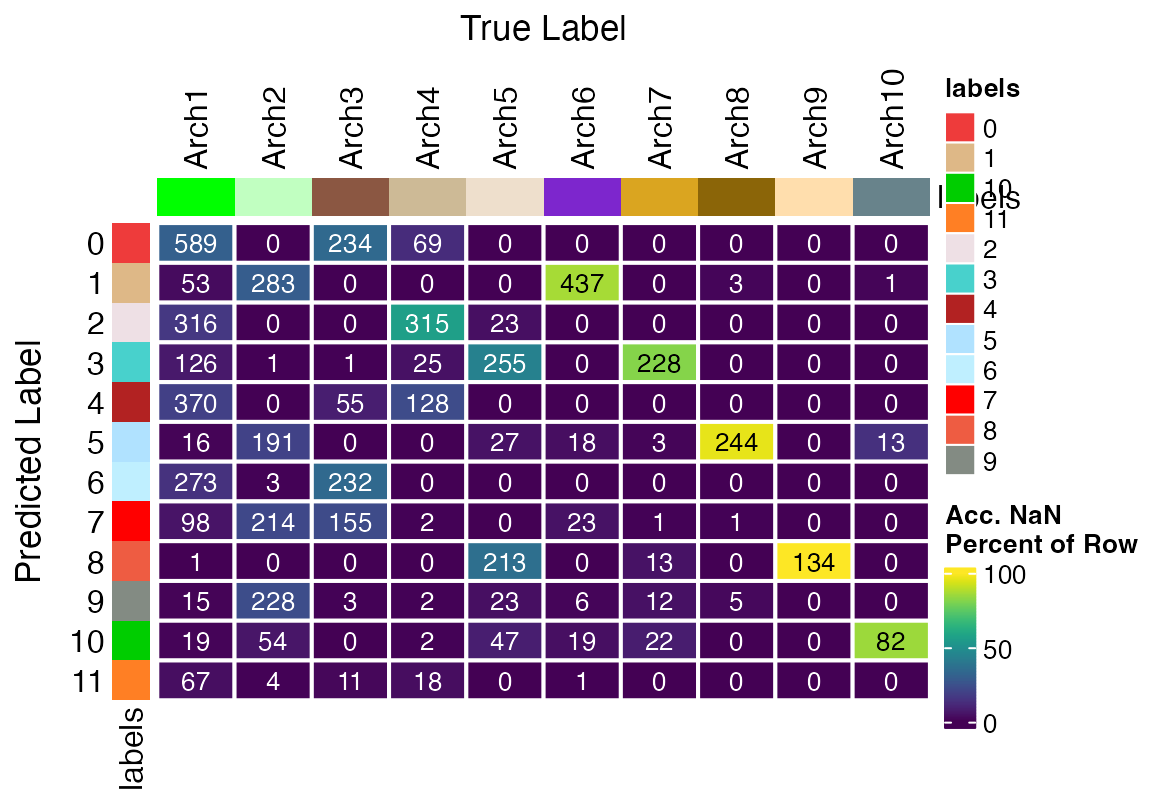 True Label
Arch1 Arch2 Arch3 Arch4 Arch5 Arch6 Arch7 Arch8 Arch9 Arch10
labels
Predicted Label
0 589 0 234 69 0 0 0 0 0 0
1 53 283 0 0 0 437 0 3 0 1
2 316 0 0 315 23 0 0 0 0 0
3 126 1 1 25 255 0 228 0 0 0
4 370 0 55 128 0 0 0 0 0 0
5 16 191 0 0 27 18 3 244 0 13
6 273 3 232 0 0 0 0 0 0 0
7 98 214 155 2 0 23 1 1 0 0
8 1 0 0 0 213 0 13 0 134 0
9 15 228 3 2 23 6 12 5 0 0
10 19 54 0 2 47 19 22 0 0 82
11 67 4 11 18 0 1 0 0 0 0
labels
labels
0
1
10
11
2
3
4
5
6
7
8
9
Acc. NaN
Percent of Row
100
50
0